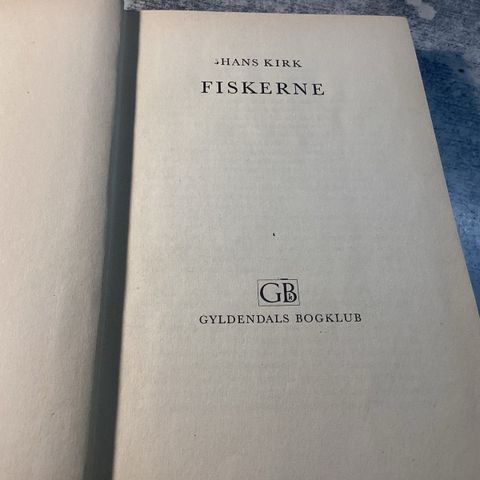 HANS KIRK
FISKERNE
GB
GYLDENDALS BOGKLUB